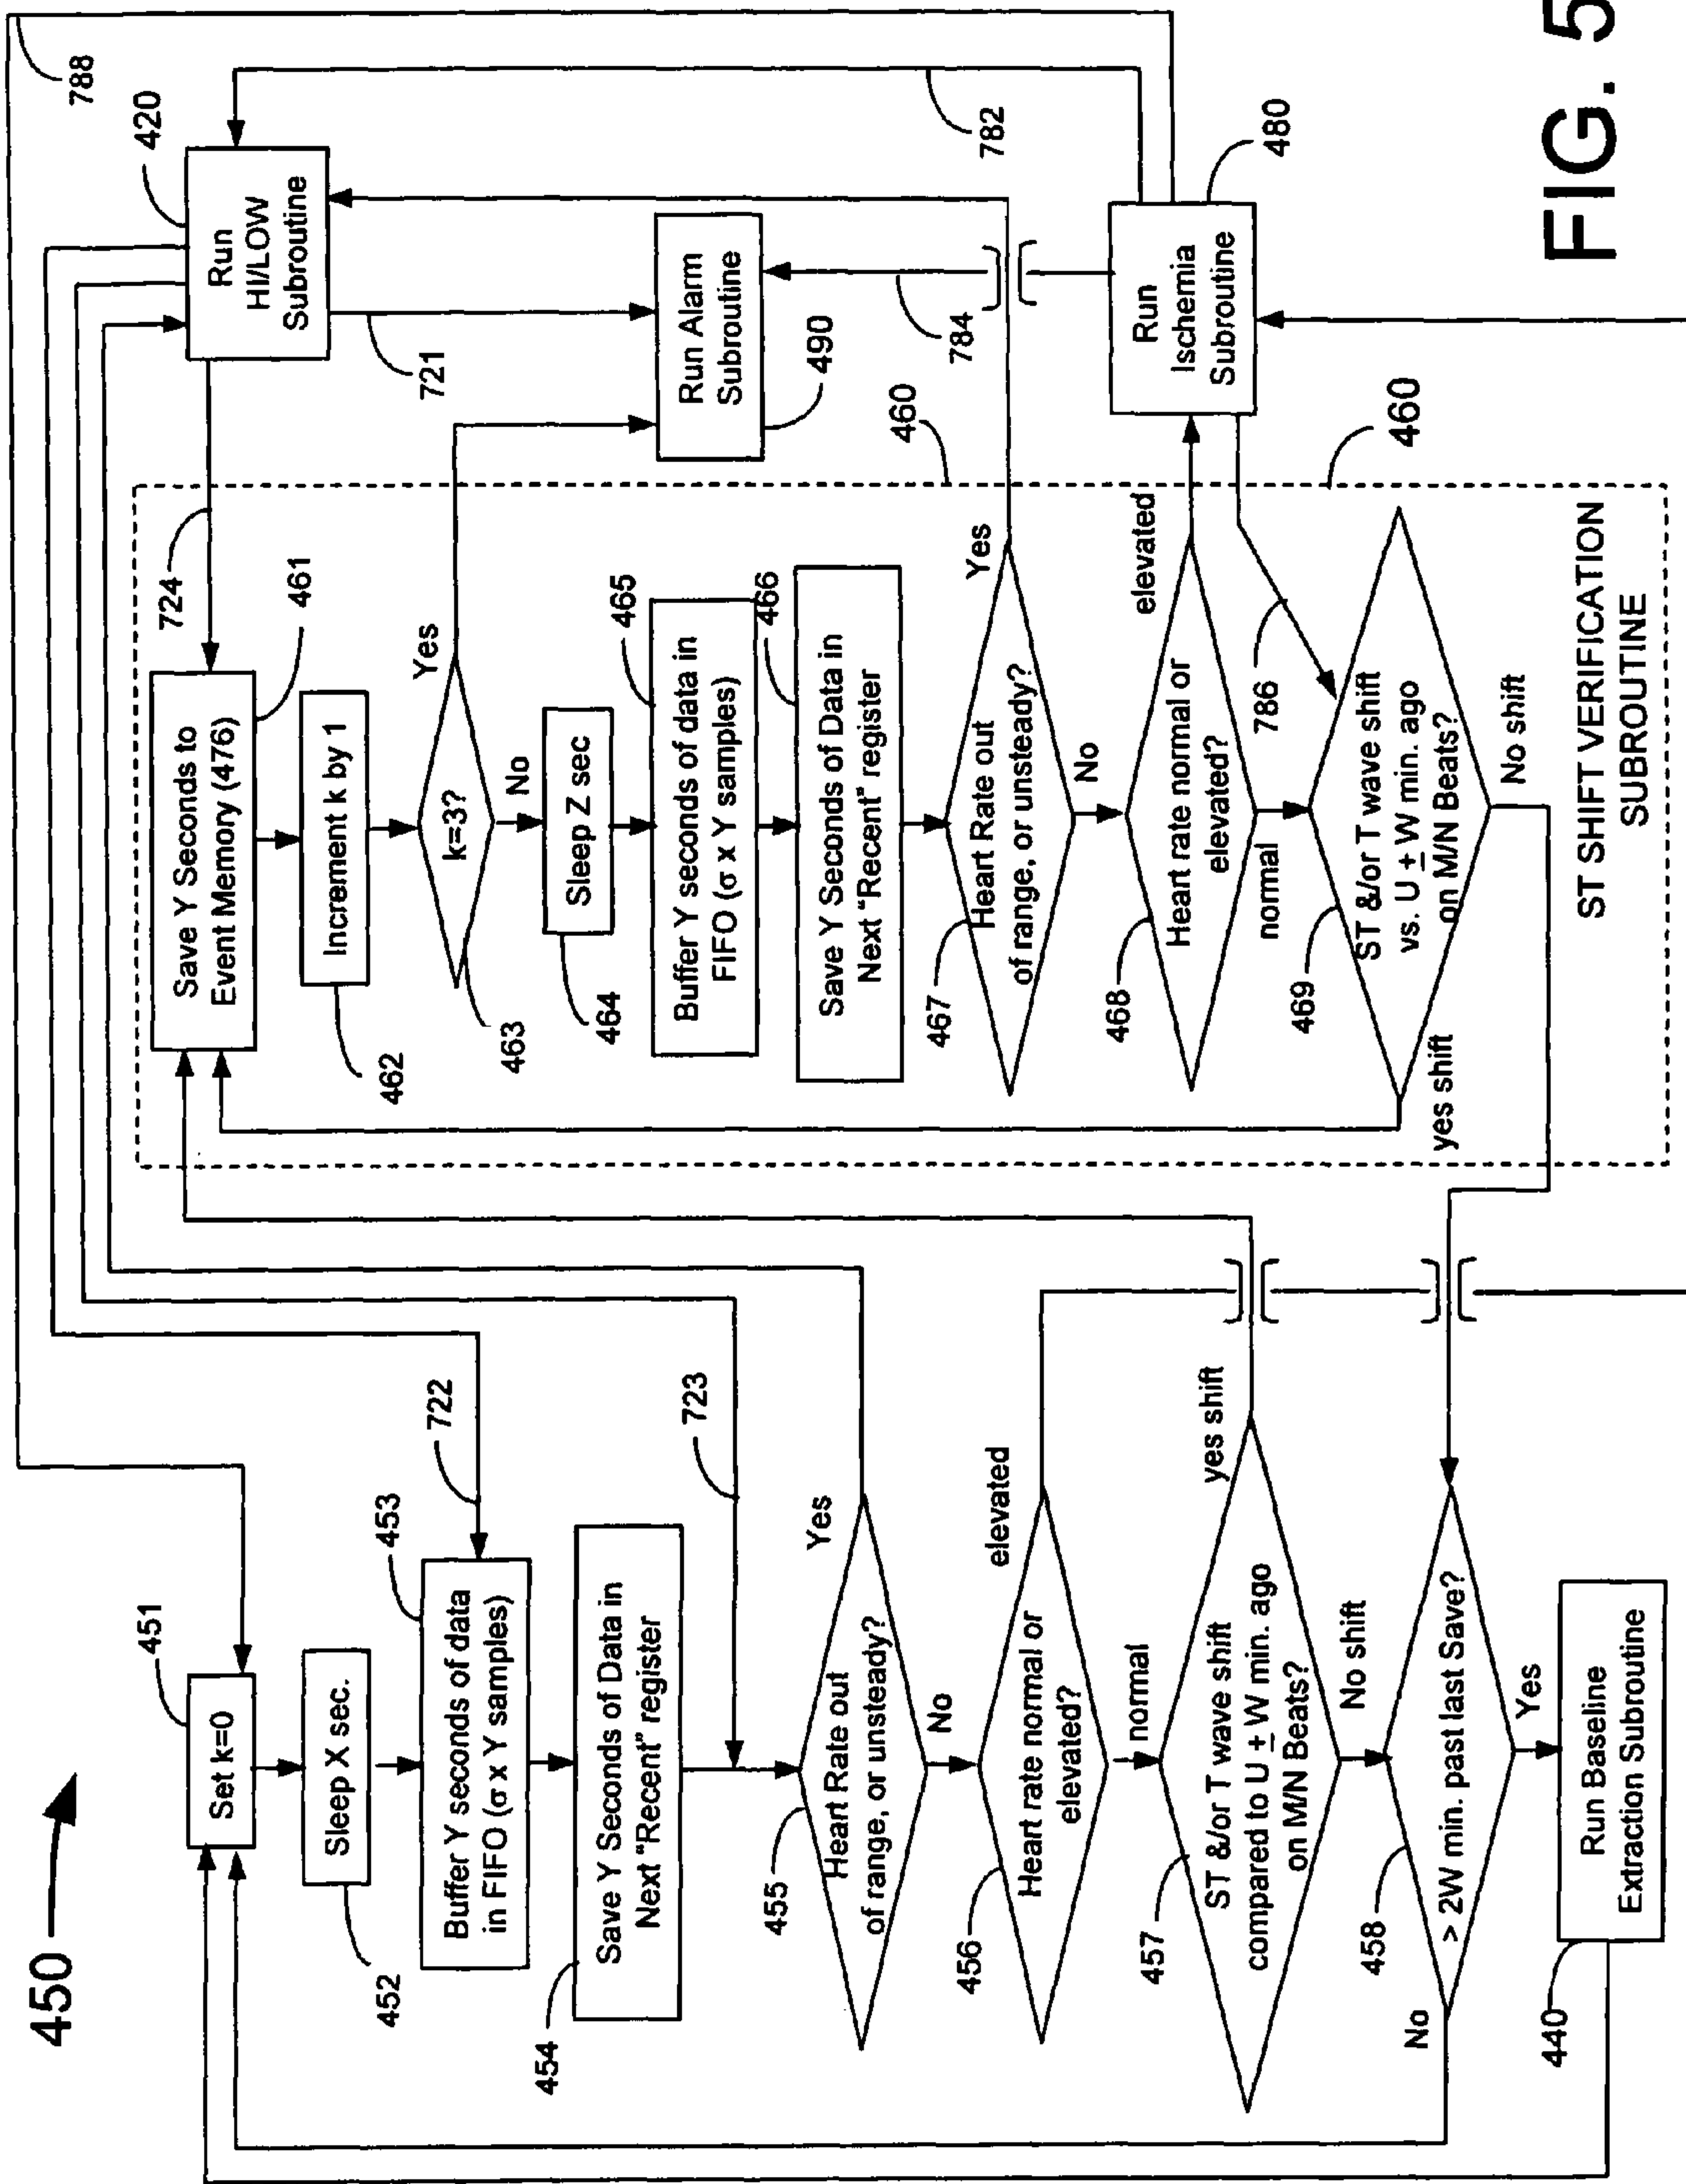 450
451
Set k=0
Sleep X sec.
452
453
Buffer Y seconds of data
in FIFO (σ x Y samples)
722
454
Save Y Seconds of Data in
Next "Recent" register
723
455
Heart Rate out
of range, or unsteady?
Yes
No
456
Heart rate normal or
elevated?
elevated
normal
457
ST &/or T wave shift
compared to U ± W min. ago
on M/N Beats?
yes shift
No shift
458
> 2W min. past last Save?
No
Yes
440
Run Baseline
Extraction Subroutine
788
420
Run
HI/LOW
Subroutine
724
721
782
461
Save Y Seconds to
Event Memory (476)
462
Increment k by 1
463
k=3?
Yes
No
464
Sleep Z sec
465
Buffer Y seconds of data in
FIFO (σ x Y samples)
466
Save Y Seconds of Data in
Next "Recent" register
Run Alarm
Subroutine
490
784
460
467
Heart Rate out
of range, or unsteady?
Yes
No
468
Heart rate normal or
elevated?
elevated
normal
786
Run
Ischemia
Subroutine
480
469
ST &/or T wave shift
vs. U ± W min. ago
on M/N Beats?
yes shift
No shift
460
ST SHIFT VERIFICATION
SUBROUTINE
FIG. 5